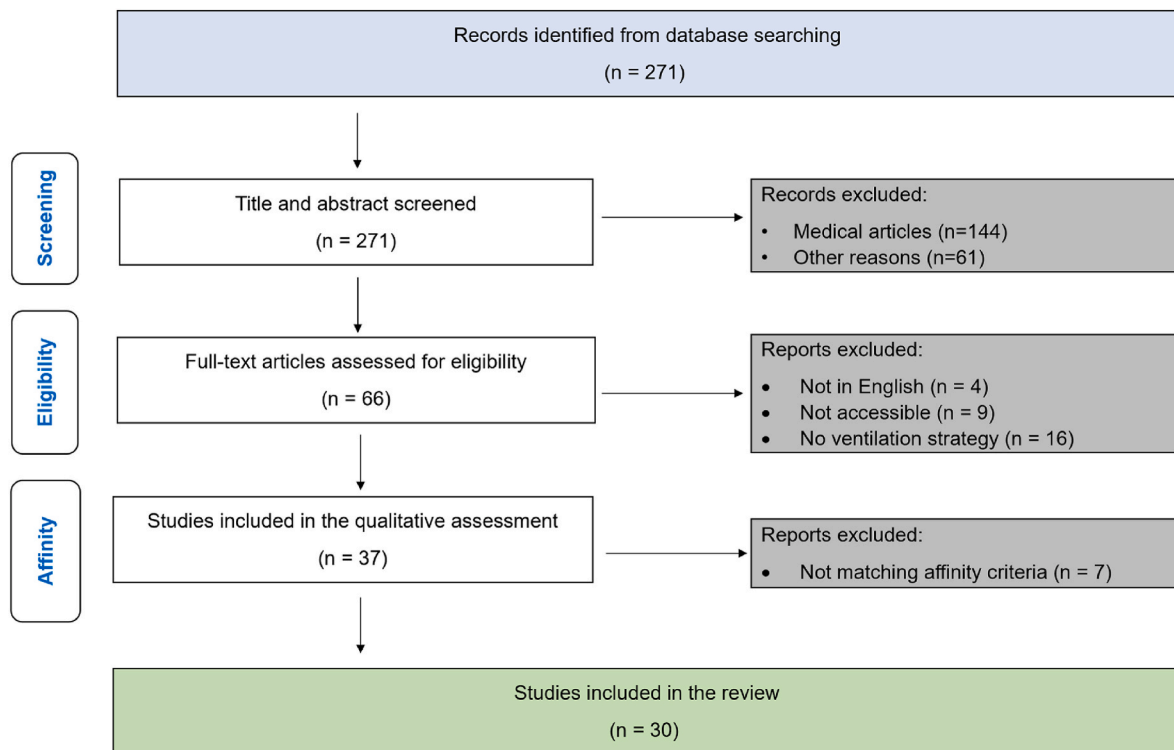 Records identified from database searching
(n = 271)
Screening
Title and abstract screened
(n = 271)
Records excluded:
• Medical articles (n=144)
• Other reasons (n=61)
Eligibility
Full-text articles assessed for eligibility
(n = 66)
Reports excluded:
• Not in English (n = 4)
• Not accessible (n = 9)
• No ventilation strategy (n = 16)
Affinity
Studies included in the qualitative assessment
(n = 37)
Reports excluded:
• Not matching affinity criteria (n = 7)
Studies included in the review
(n = 30)